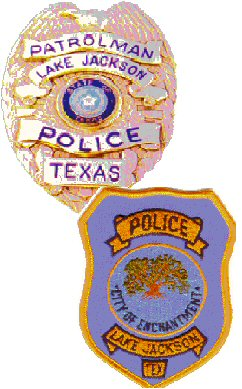 PATROLMAN
LAKE JACKSON
POLICE
TEXAS
POLICE
CITY OF ENCHANTMENT
LAKE JACKSON